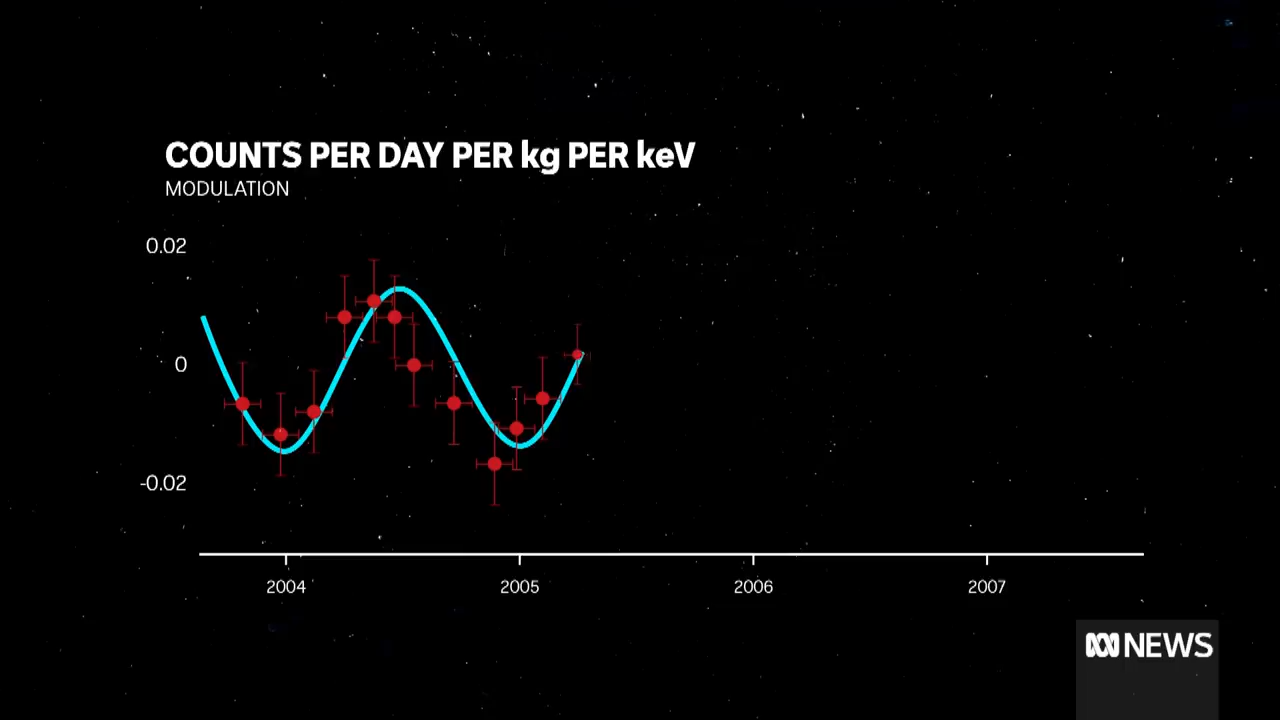 COUNTS PER DAY PER kg PER keV
MODULATION
0.02
0
-0.02
2004 2005 2006 2007
NEWS